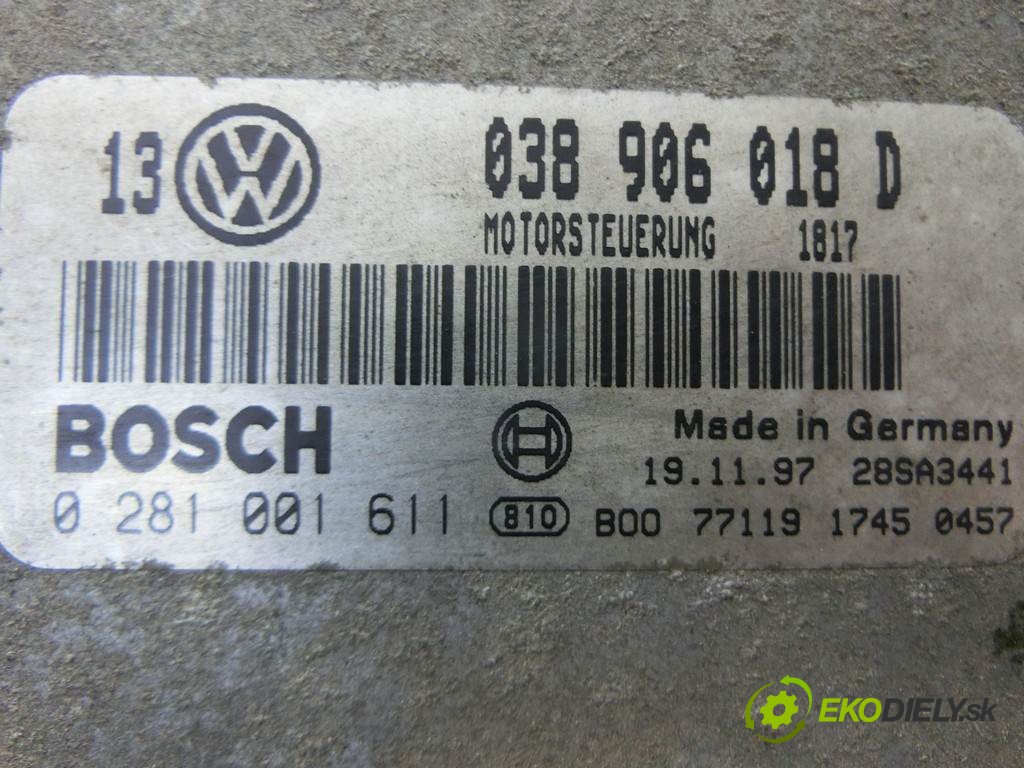 13 VW 038 906 018 D
MOTORSTEUERUNG 1817
BOSCH Made in Germany
19.11.97 28SA3441
0 281 001 611 810 B00 77119 1745 0457
EKODIELY.sk